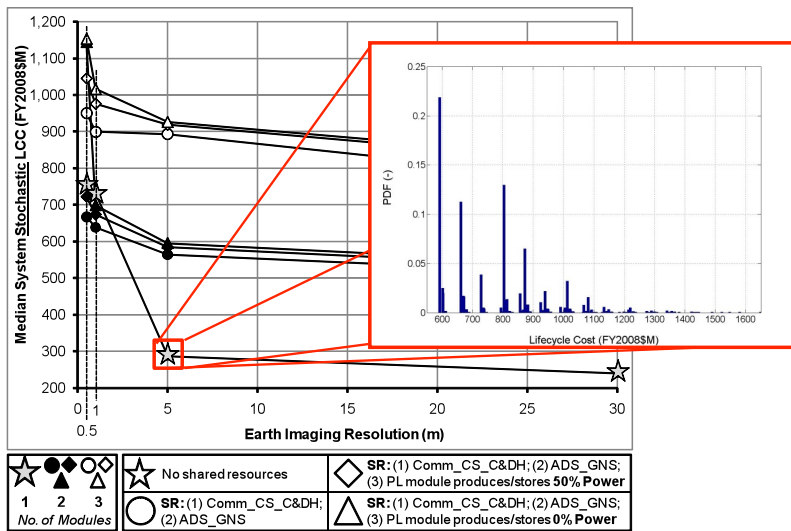 Median System Stochastic LCC (FY2008$M)
1,200
1,100
1,000
900
800
700
600
500
400
300
200
0
0.5
1
5
10
15
20
25
30
Earth Imaging Resolution (m)
PDF (-)
0.25
0.2
0.15
0.1
0.05
0
600 700 800 900 1000 1100 1200 1300 1400 1500 1600
Lifecycle Cost (FY2008$M)
1 2 3
No. of Modules
No shared resources
SR: (1) Comm_CS_C&DH;
(2) ADS_GNS
SR: (1) Comm_CS_C&DH; (2) ADS_GNS;
(3) PL module produces/stores 50% Power
SR: (1) Comm_CS_C&DH; (2) ADS_GNS;
(3) PL module produces/stores 0% Power